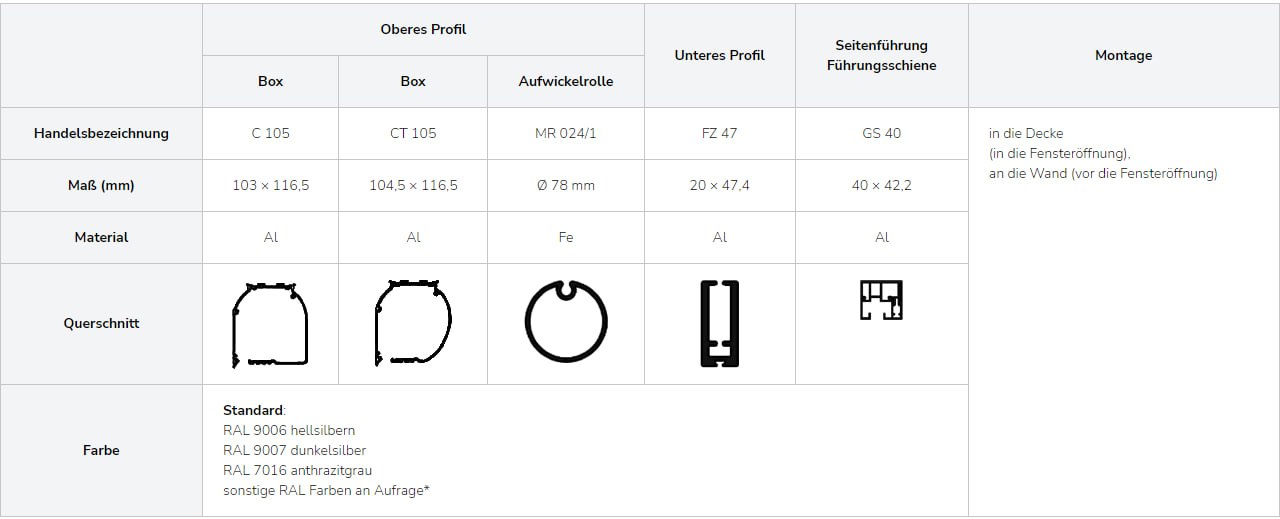 Oberes Profil
Unteres Profil
Seitenführung
Führungsschiene
Montage
Box
Box
Aufwickelrolle
Handelsbezeichnung
C 105
CT 105
MR 024/1
FZ 47
GS 40
in die Decke
(in die Fensteröffnung),
an die Wand (vor die Fensteröffnung)
Maß (mm)
103 × 116,5
104,5 × 116,5
Ø 78 mm
20 × 47,4
40 × 42,2
Material
Al
Al
Fe
Al
Al
Querschnitt
Farbe
Standard:
RAL 9006 hellsilbern
RAL 9007 dunkelsilber
RAL 7016 anthrazitgrau
sonstige RAL Farben an Aufrage*